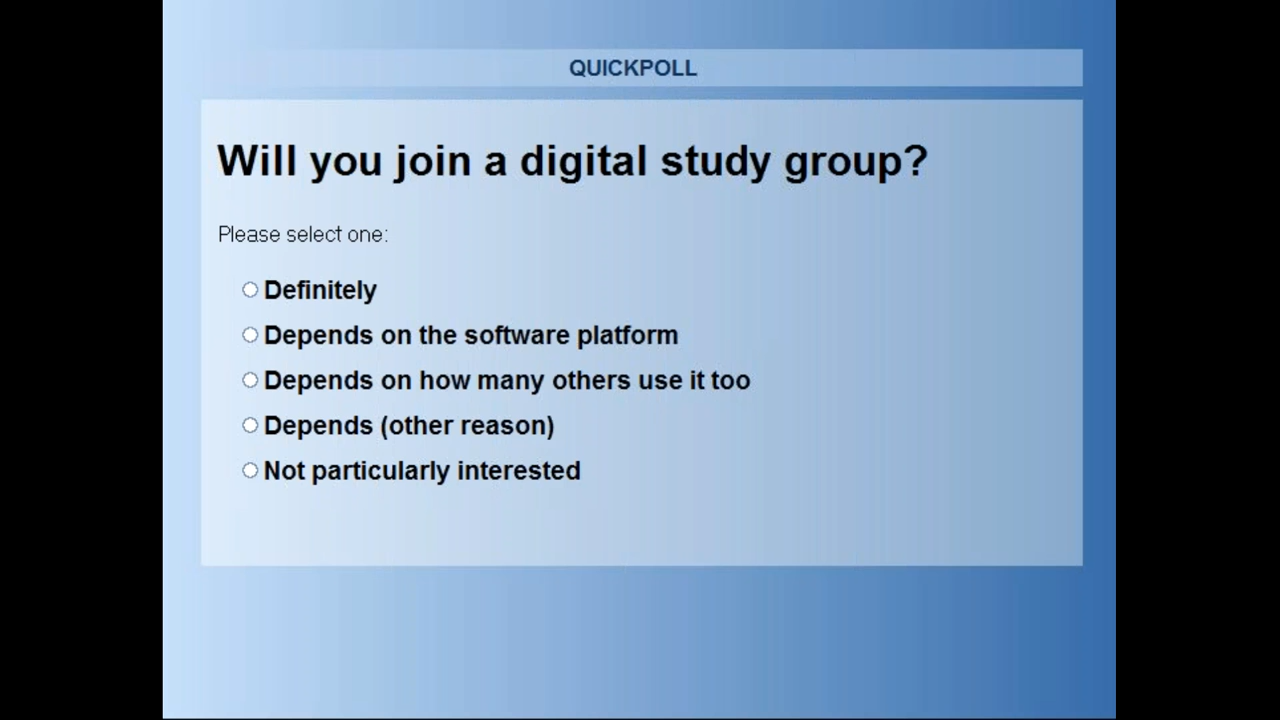 QUICKPOLL
Will you join a digital study group?
Please select one:
Definitely
Depends on the software platform
Depends on how many others use it too
Depends (other reason)
Not particularly interested